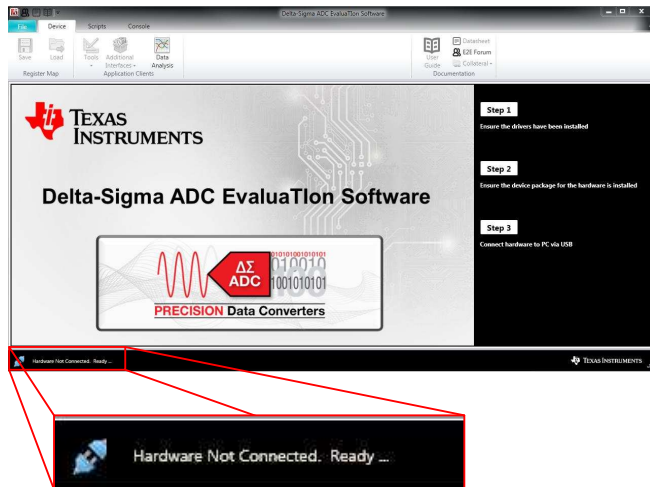 Delta-Sigma ADC EvaluaTIon Software
File Device Scripts Console
Save Load Tools Additional Interfaces Data Analysis User Guide Datasheet
E2E Forum
Collateral
Register Map Application Clients Documentation
TEXAS
INSTRUMENTS
Delta-Sigma ADC EvaluaTIon Software
ΔΣ
ADC
101010010101010
010010
1001010101
PRECISION Data Converters
Step 1
Ensure the drivers have been installed
Step 2
Ensure the device package for the hardware is installed
Step 3
Connect hardware to PC via USB
Hardware Not Connected. Ready ...
TEXAS INSTRUMENTS
Hardware Not Connected. Ready ...